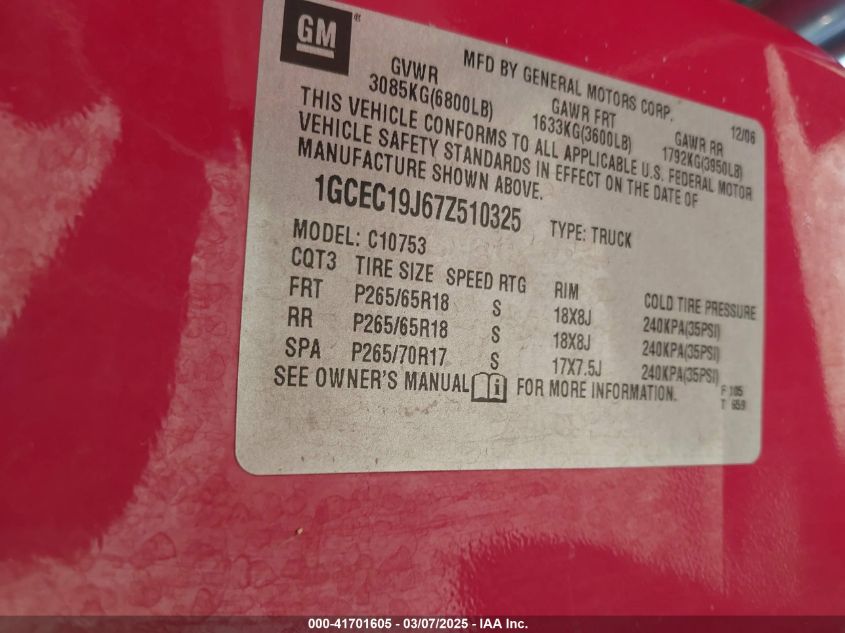 GM
MFD BY GENERAL MOTORS CORP.
12/06
GVWR GAWR FRT GAWR RR
3085KG(6800LB) 1633KG(3600LB) 1792KG(3950LB)
THIS VEHICLE CONFORMS TO ALL APPLICABLE U.S. FEDERAL MOTOR
VEHICLE SAFETY STANDARDS IN EFFECT ON THE DATE OF
MANUFACTURE SHOWN ABOVE.
1GCEC19J67Z510325 TYPE: TRUCK
MODEL: C10753
CQT3 TIRE SIZE SPEED RTG RIM COLD TIRE PRESSURE
FRT P265/65R18 S 18X8J 240KPA(35PSI)
RR P265/65R18 S 18X8J 240KPA(35PSI)
SPA P265/70R17 S 17X7.5J 240KPA(35PSI)
SEE OWNER'S MANUAL i FOR MORE INFORMATION.
F
T
000-41701605 - 03/07/2025 - IAA Inc.